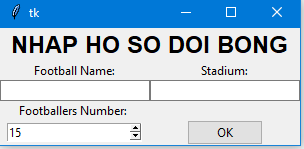 tk
NHAP HO SO DOI BONG
Football Name: Stadium:
Footballers Number:
15 OK